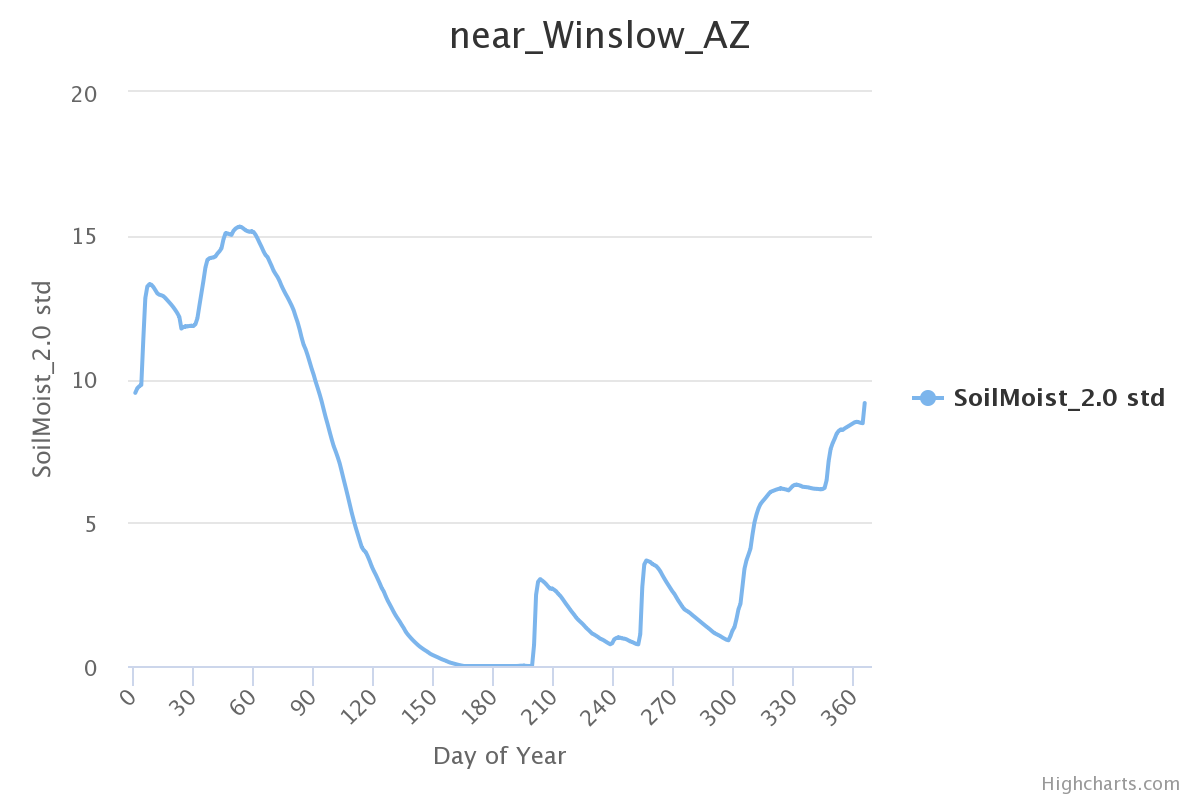 near_Winslow_AZ
20
15
10
5
0
SoilMoist_2.0 std
0 30 60 90 120 150 180 210 240 270 300 330 360
Day of Year
SoilMoist_2.0 std
Highcharts.com